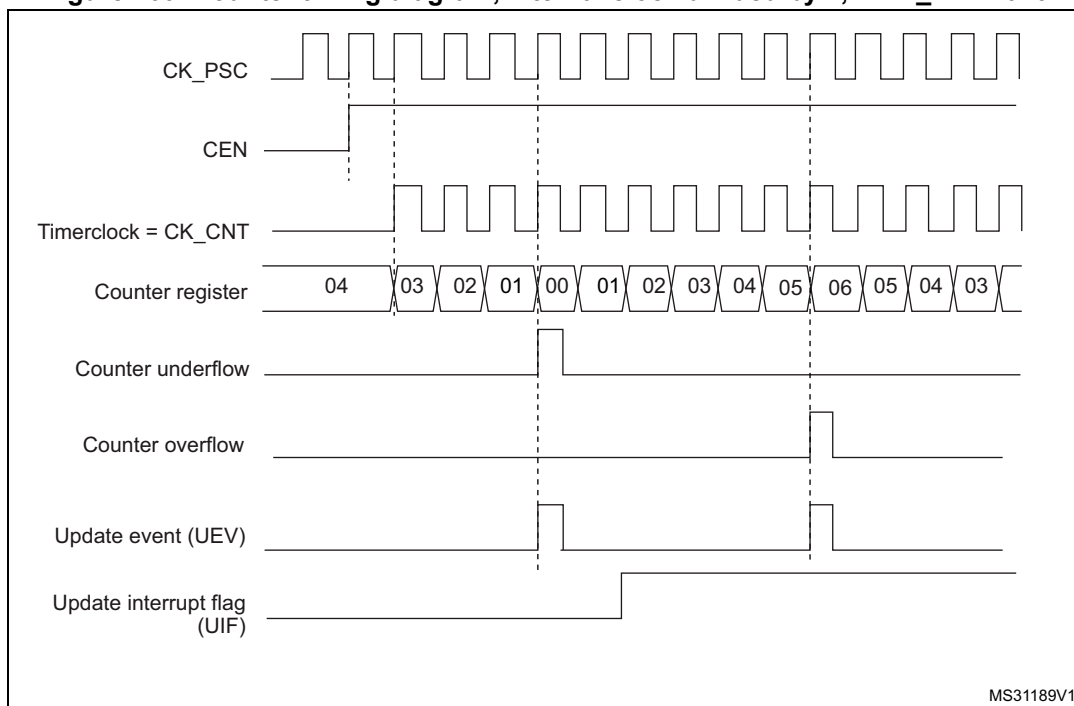 CK_PSC
CEN
Timerclock = CK_CNT
Counter register 04 03 02 01 00 01 02 03 04 05 06 05 04 03
Counter underflow
Counter overflow
Update event (UEV)
Update interrupt flag
(UIF)
MS31189V1